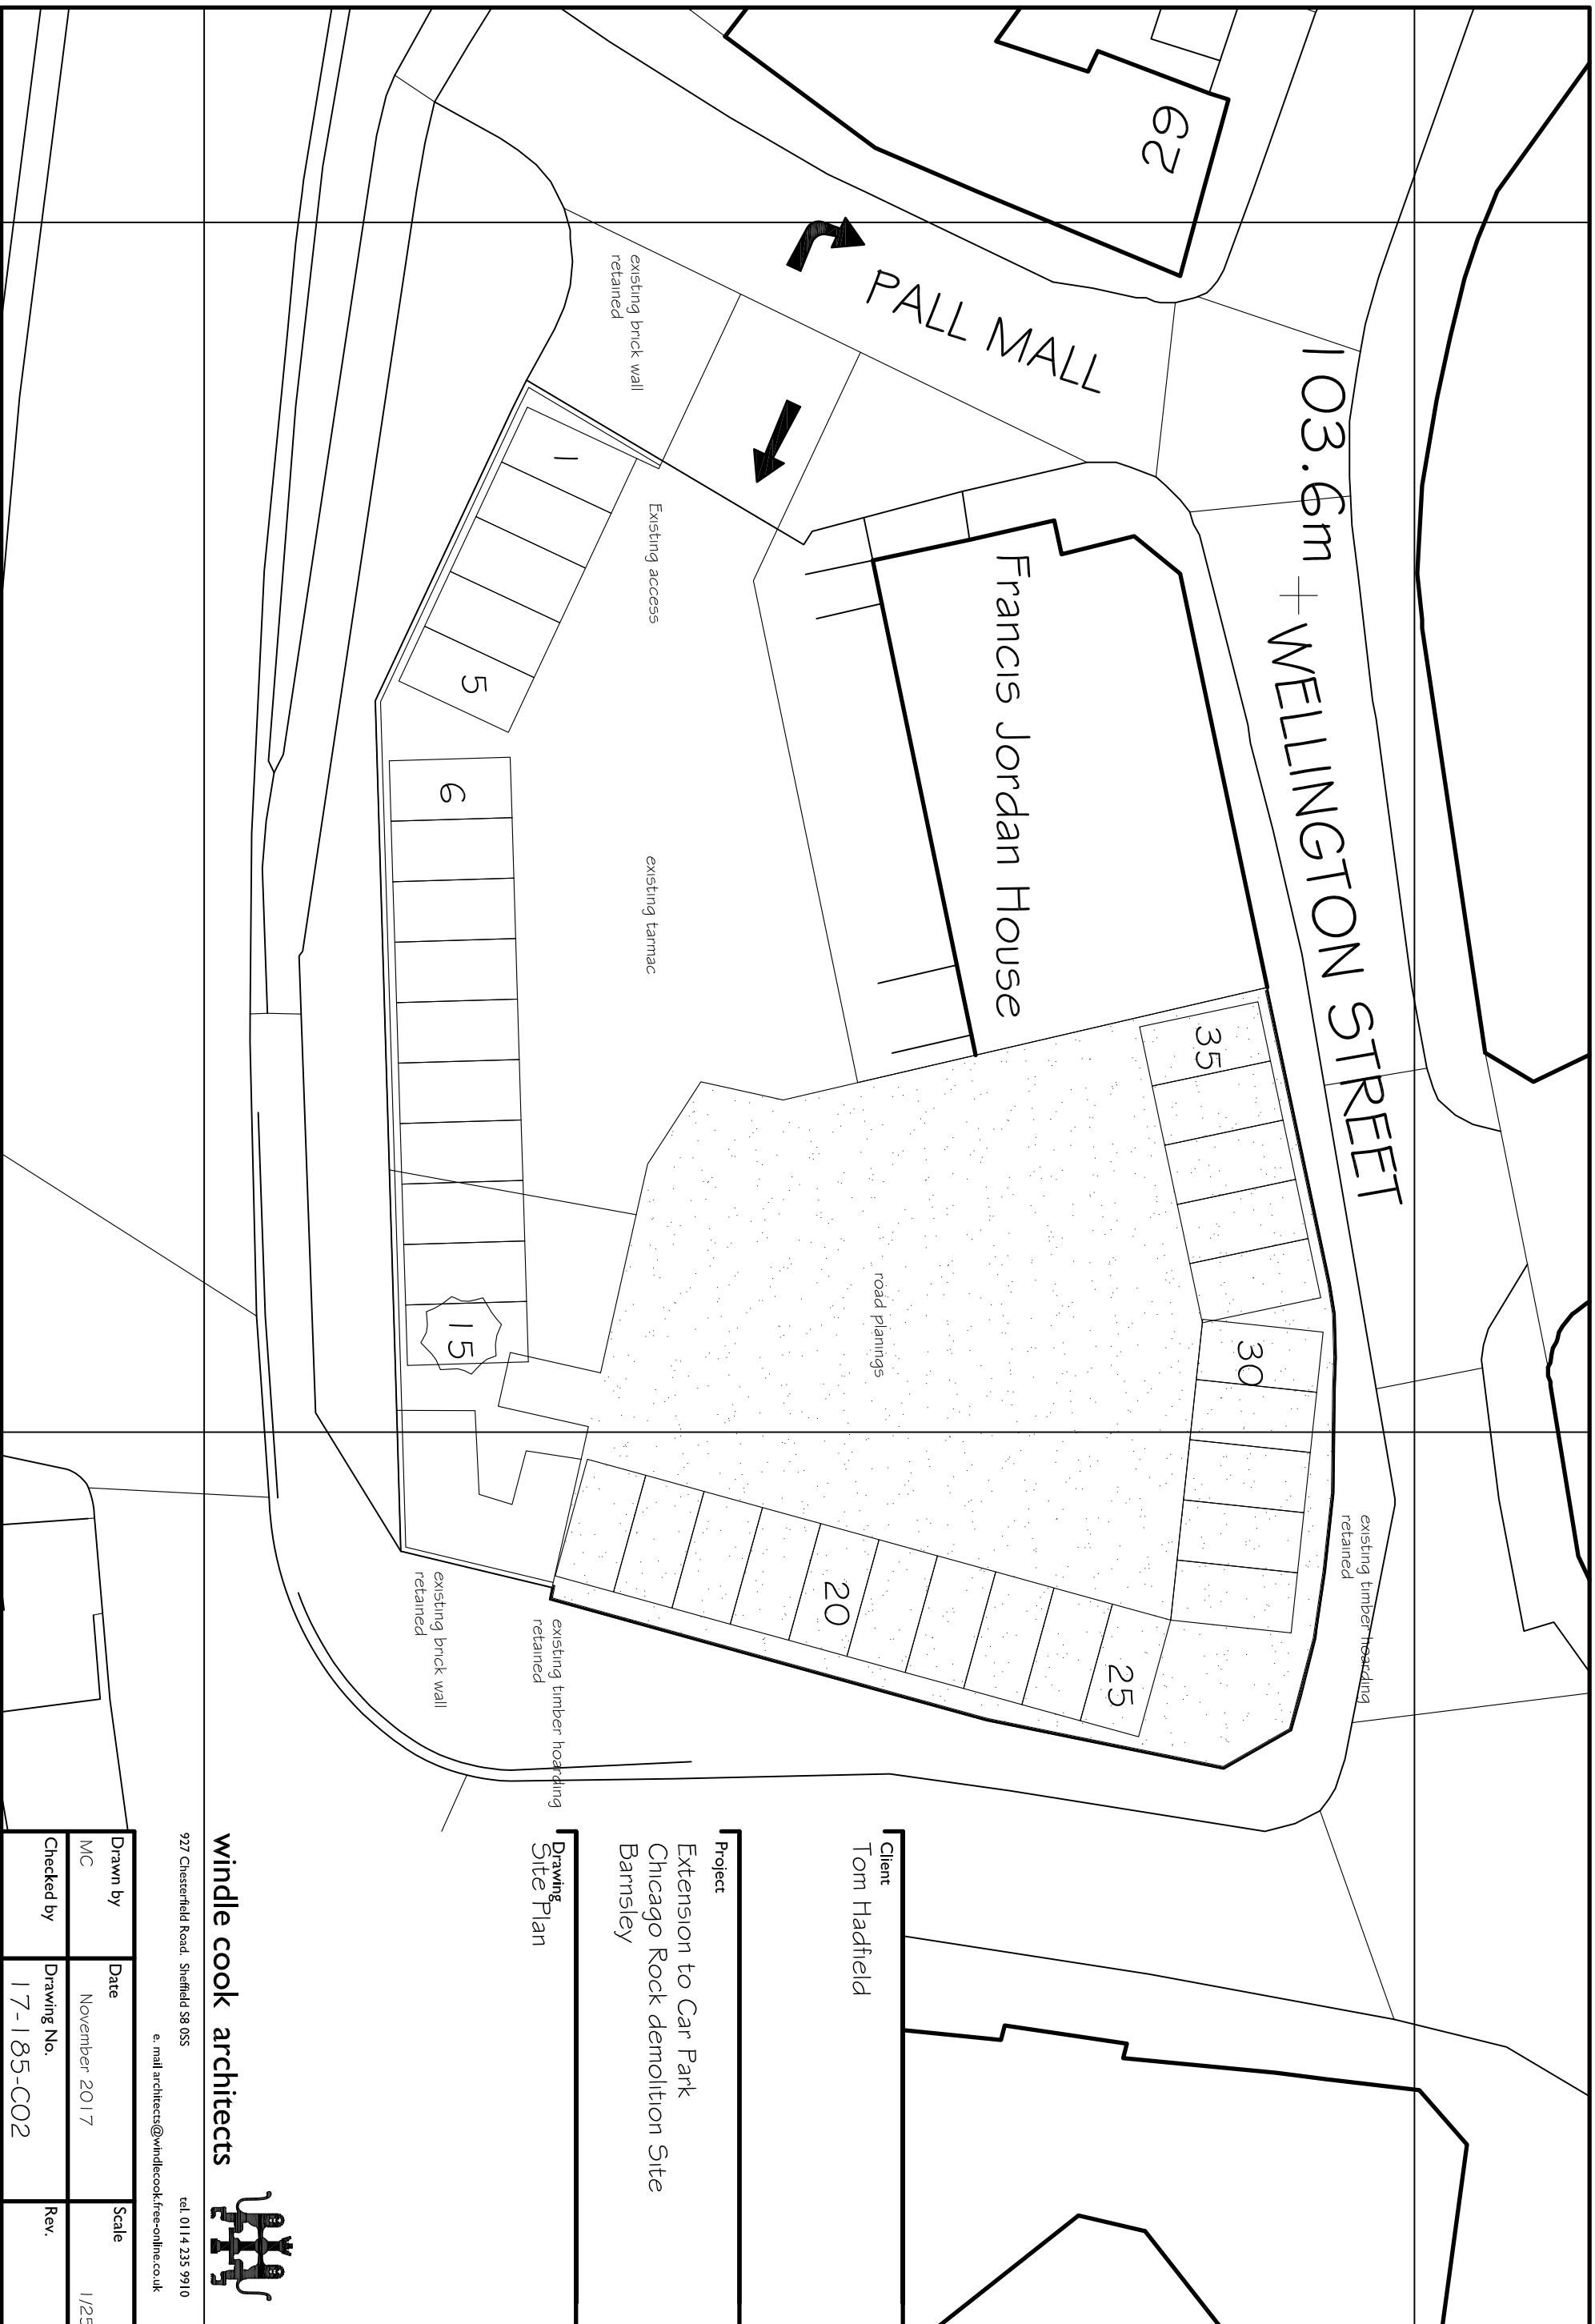 29
PALL MALL
103.6m
WELLINGTON STREET
existing brick wall
retained
Existing access
Francis Jordan House
existing tarmac
road planings
1
5
6
15
20
25
30
35
existing timber hoarding
retained
existing timber hoarding
retained
existing brick wall
retained
Client
Tom Hadfield
Project
Extension to Car Park
Chicago Rock demolition Site
Barnsley
Drawing
Site Plan
windle cook architects
927 Chesterfield Road. Sheffield S8 0SS tel. 0114 235 9910
e. mail architects@windlecook.free-online.co.uk
Drawn by Date Scale
MC November 2017
Checked by Drawing No. Rev.
17-185-C02